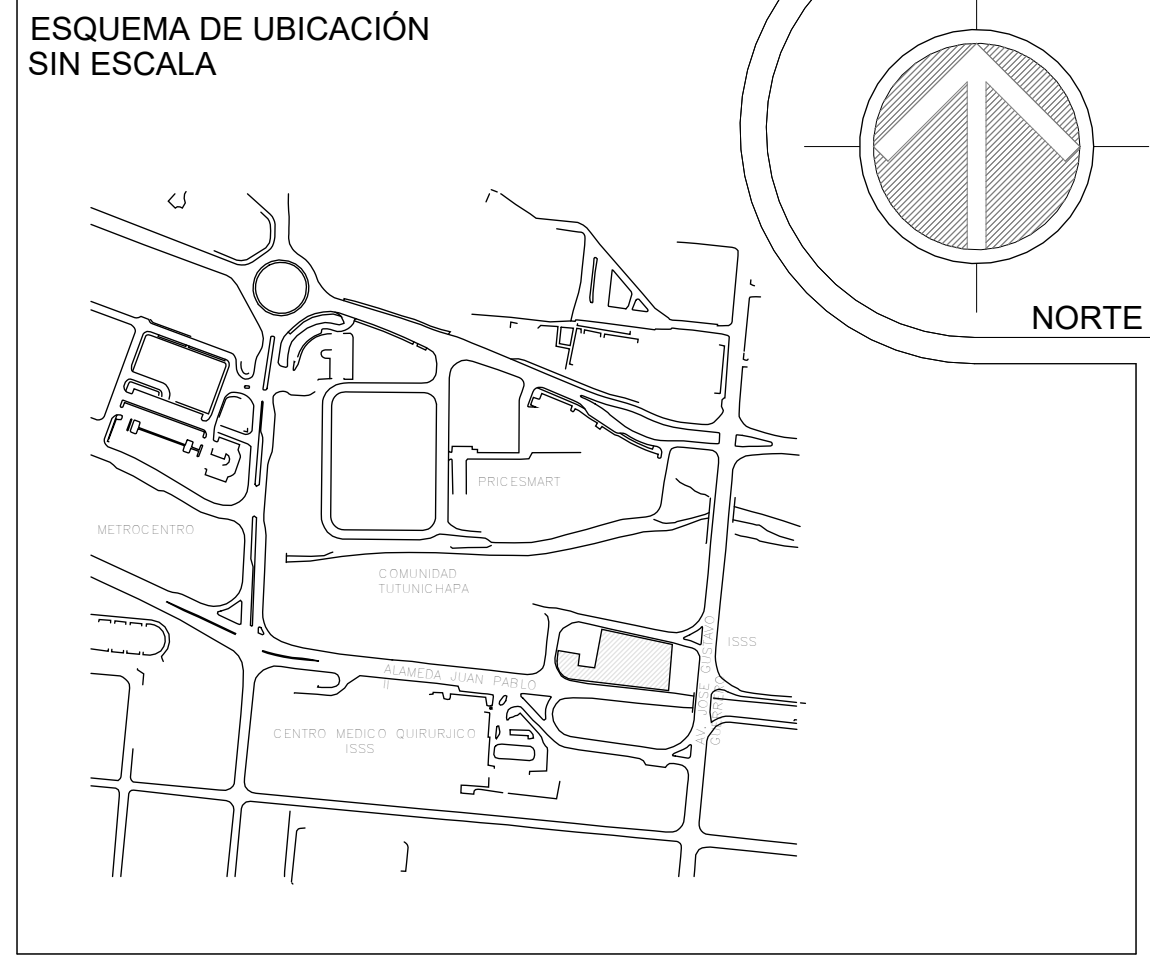 ESQUEMA DE UBICACIÓN
SIN ESCALA
NORTE
PRICESMART
METROCENTRO
COMUNIDAD
TUTUNICHAPA
ISSS
ALAMEDA JUAN PABLO
II
AV. JOSE GUSTAVO
GUERRERO
CENTRO MEDICO QUIRURJICO
ISSS